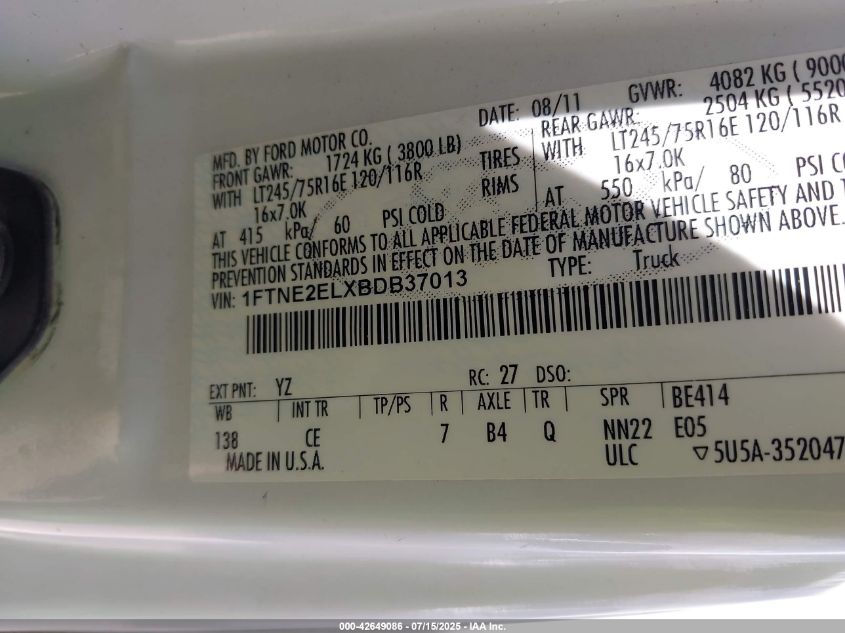 MFD. BY FORD MOTOR CO.
DATE: 08/11
GVWR: 4082 KG ( 900
FRONT GAWR: 1724 KG ( 3800 LB)
REAR GAWR: 2504 KG ( 5520
WITH LT245/75R16E 120/116R TIRES
WITH LT245/75R16E 120/116R
16x7.0K RIMS
16x7.0K
AT 415 kPa/ 60 PSI COLD
AT 550 kPa/ 80 PSI
THIS VEHICLE CONFORMS TO ALL APPLICABLE FEDERAL MOTOR VEHICLE SAFETY AND
PREVENTION STANDARDS IN EFFECT ON THE DATE OF MANUFACTURE SHOWN ABOVE.
VIN: 1FTNE2ELXBDB37013
TYPE: Truck
EXT PNT: YZ RC: 27 DSO:
WB INT TR TP/PS R AXLE TR SPR BE414
138 CE 7 B4 Q NN22 E05
MADE IN U.S.A. ULC ▽5U5A-352047
000-42649086 - 07/15/2025 - IAA Inc.